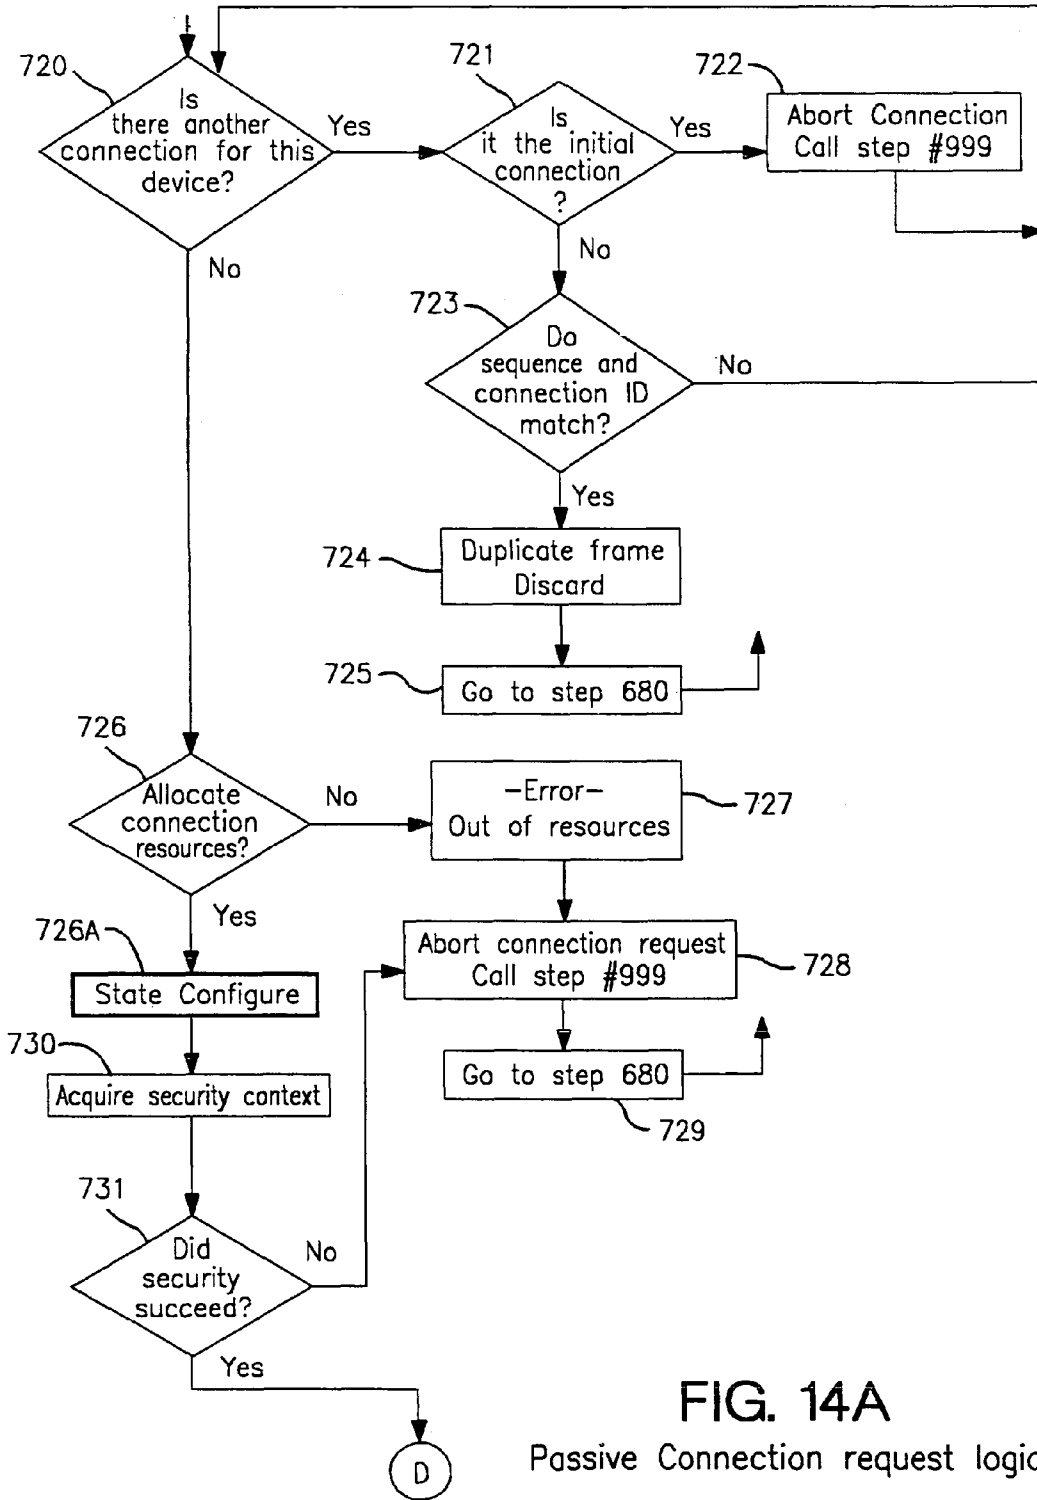 720
Is
there another
connection for this
device?
Yes
No
721
Is
it the initial
connection
?
Yes
No
722
Abort Connection
Call step #999
723
Do
sequence and
connection ID
match?
No
Yes
724
Duplicate frame
Discard
725
Go to step 680
726
Allocate
connection
resources?
No
Yes
-Error-
Out of resources
727
726A
State Configure
Abort connection request
Call step #999
728
730
Acquire security context
Go to step 680
729
731
Did
security
succeed?
No
Yes
D
FIG. 14A
Passive Connection request logic